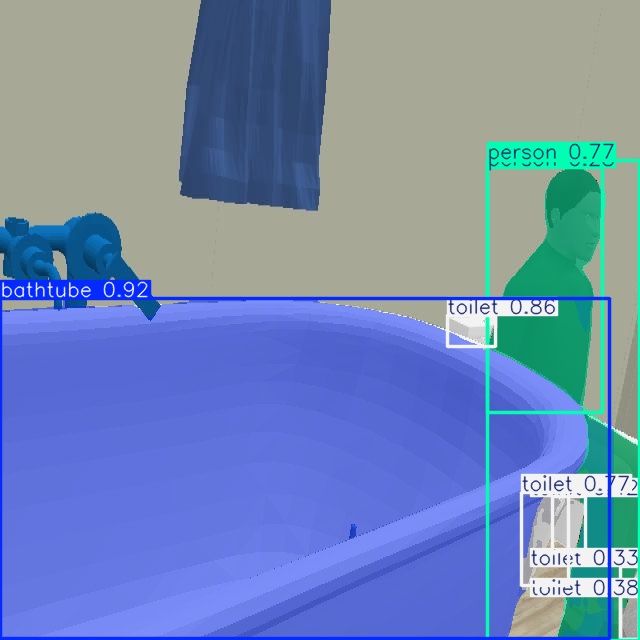 person 0.77
bathtube 0.92
toilet 0.86
toilet 0.77
toilet 0.33
toilet 0.38